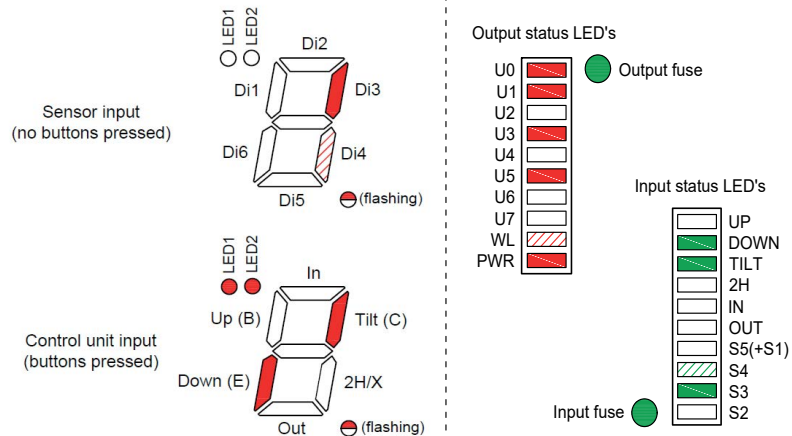 LED1
LED2
Di2
Di1
Di3
Sensor input
(no buttons pressed)
Di6
Di4
Di5
(flashing)
LED1
LED2
In
Up (B)
Tilt (C)
Control unit input
(buttons pressed)
Down (E)
2H/X
Out
(flashing)
Output status LED's
U0
Output fuse
U1
U2
U3
U4
U5
U6
U7
WL
PWR
Input status LED's
UP
DOWN
TILT
2H
IN
OUT
S5(+S1)
S4
S3
Input fuse
S2